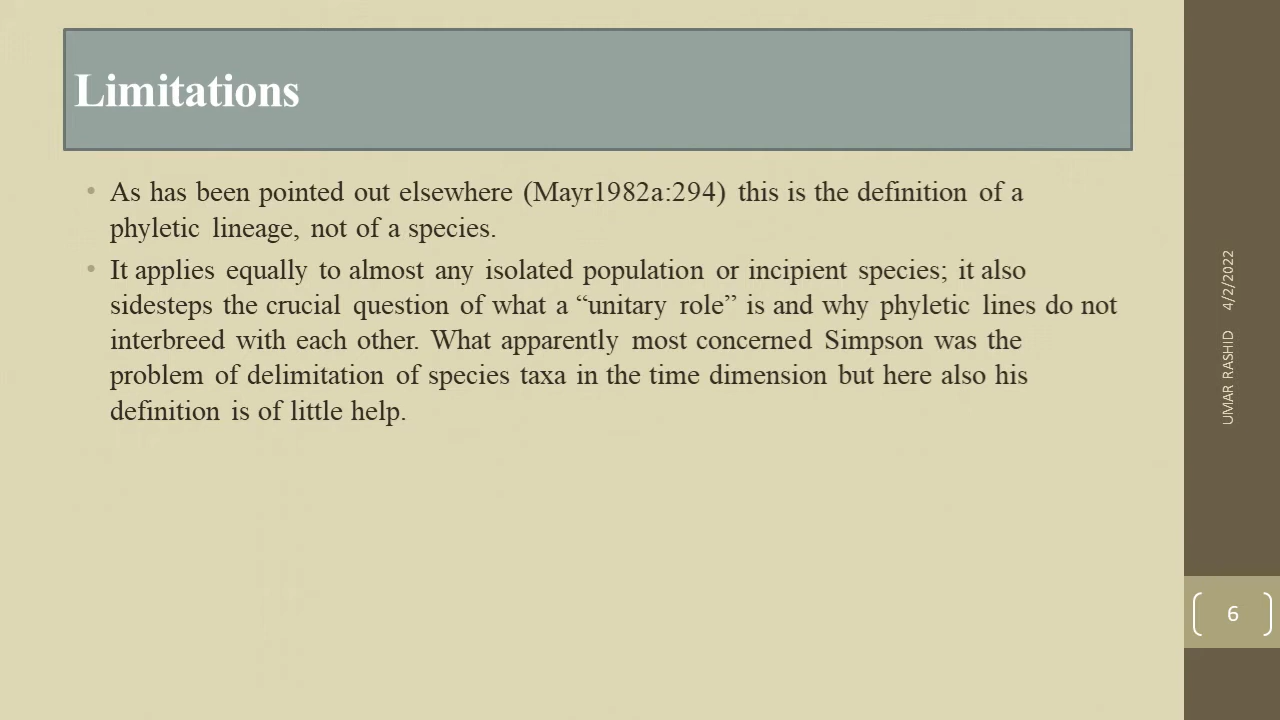 Limitations
• As has been pointed out elsewhere (Mayr1982a:294) this is the definition of a
phyletic lineage, not of a species.
• It applies equally to almost any isolated population or incipient species; it also
sidesteps the crucial question of what a “unitary role” is and why phyletic lines do not
interbreed with each other. What apparently most concerned Simpson was the
problem of delimitation of species taxa in the time dimension but here also his
definition is of little help.
UMAR RASHID 4/2/2022
6